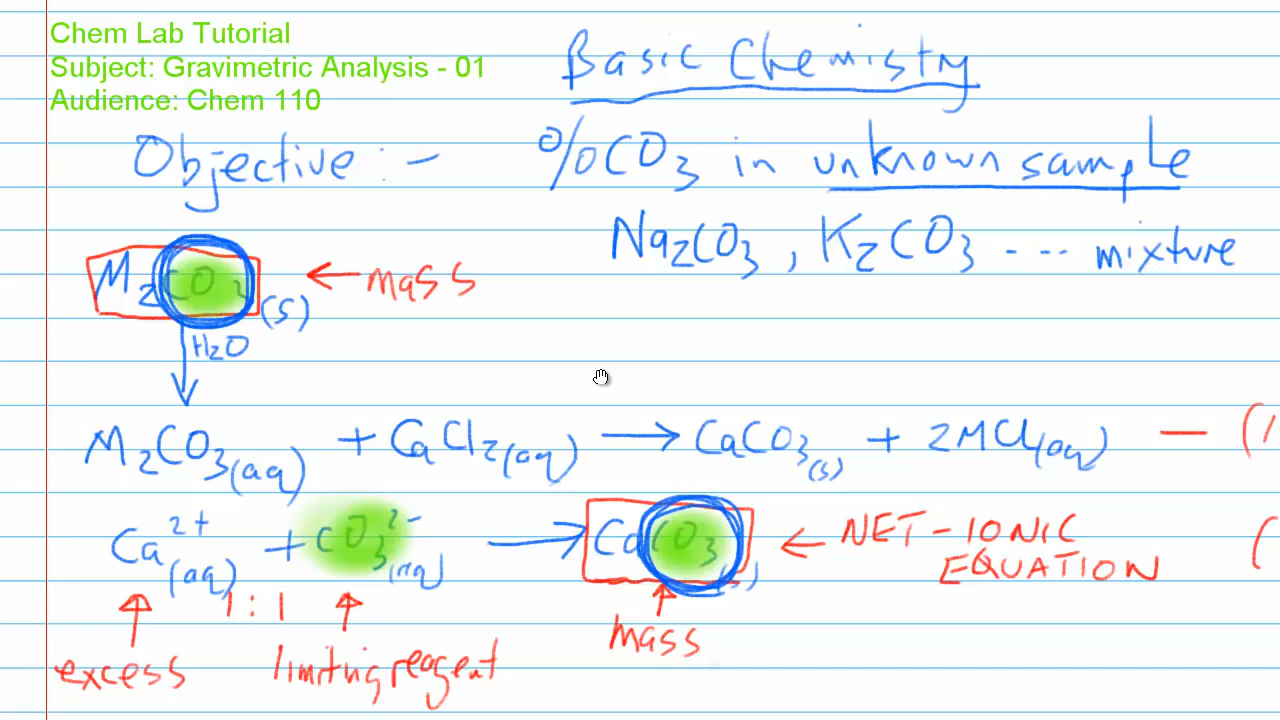 Chem Lab Tutorial
Subject: Gravimetric Analysis - 01
Audience: Chem 110
Basic Chemistry
Objective :- %CO3 in unknown sample
Na2CO3, K2CO3 ---- mixture
M2CO3(s) ← mass
H2O
M2CO3(aq) + CaCl2(aq) → CaCO3(s) + 2MCl(aq) — (1
Ca2+(aq) + CO3 2-(aq) → CaCO3(s) ← NET-IONIC
EQUATION (
1:1
excess limiting reagent mass